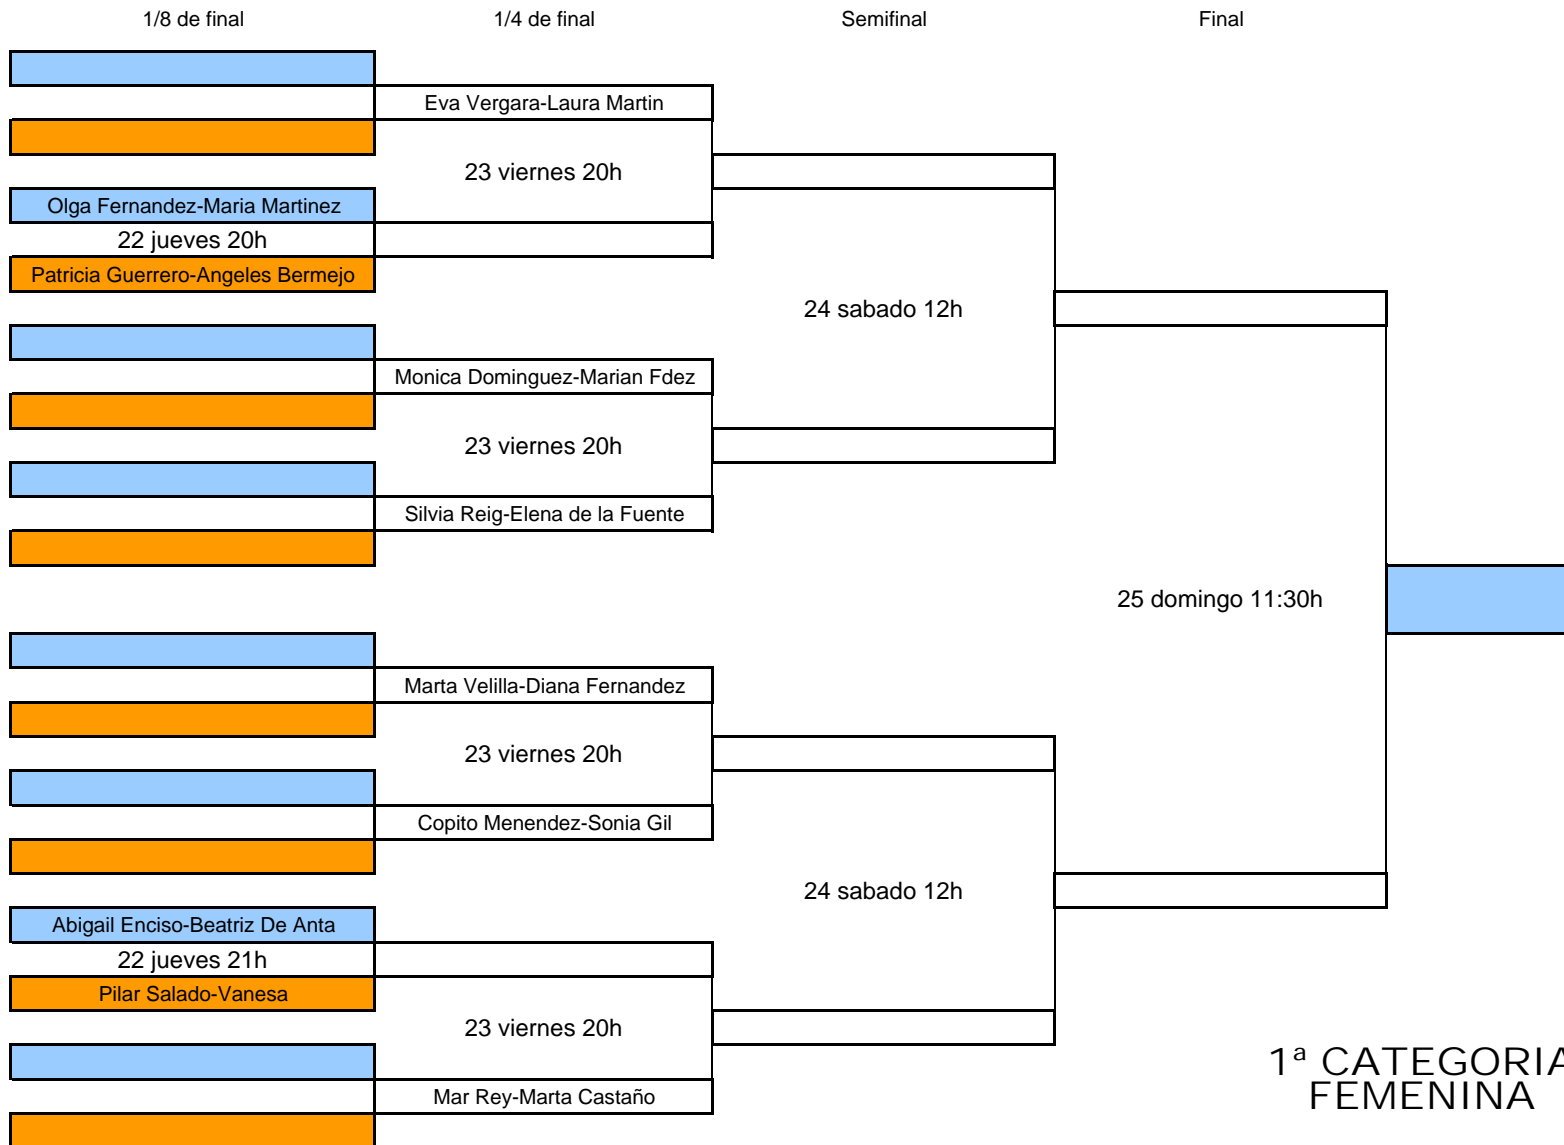 1/8 de final
1/4 de final
Semifinal
Final
Eva Vergara-Laura Martin
23 viernes 20h
Olga Fernandez-Maria Martinez
22 jueves 20h
Patricia Guerrero-Angeles Bermejo
24 sabado 12h
Monica Dominguez-Marian Fdez
23 viernes 20h
Silvia Reig-Elena de la Fuente
25 domingo 11:30h
Marta Velilla-Diana Fernandez
23 viernes 20h
Copito Menendez-Sonia Gil
24 sabado 12h
Abigail Enciso-Beatriz De Anta
22 jueves 21h
Pilar Salado-Vanesa
23 viernes 20h
Mar Rey-Marta Castaño
1ª CATEGORIA
FEMENINA